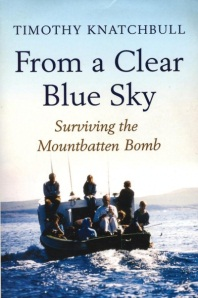 TIMOTHY KNATCHBULL
From a Clear
Blue Sky
Surviving the
Mountbatten Bomb